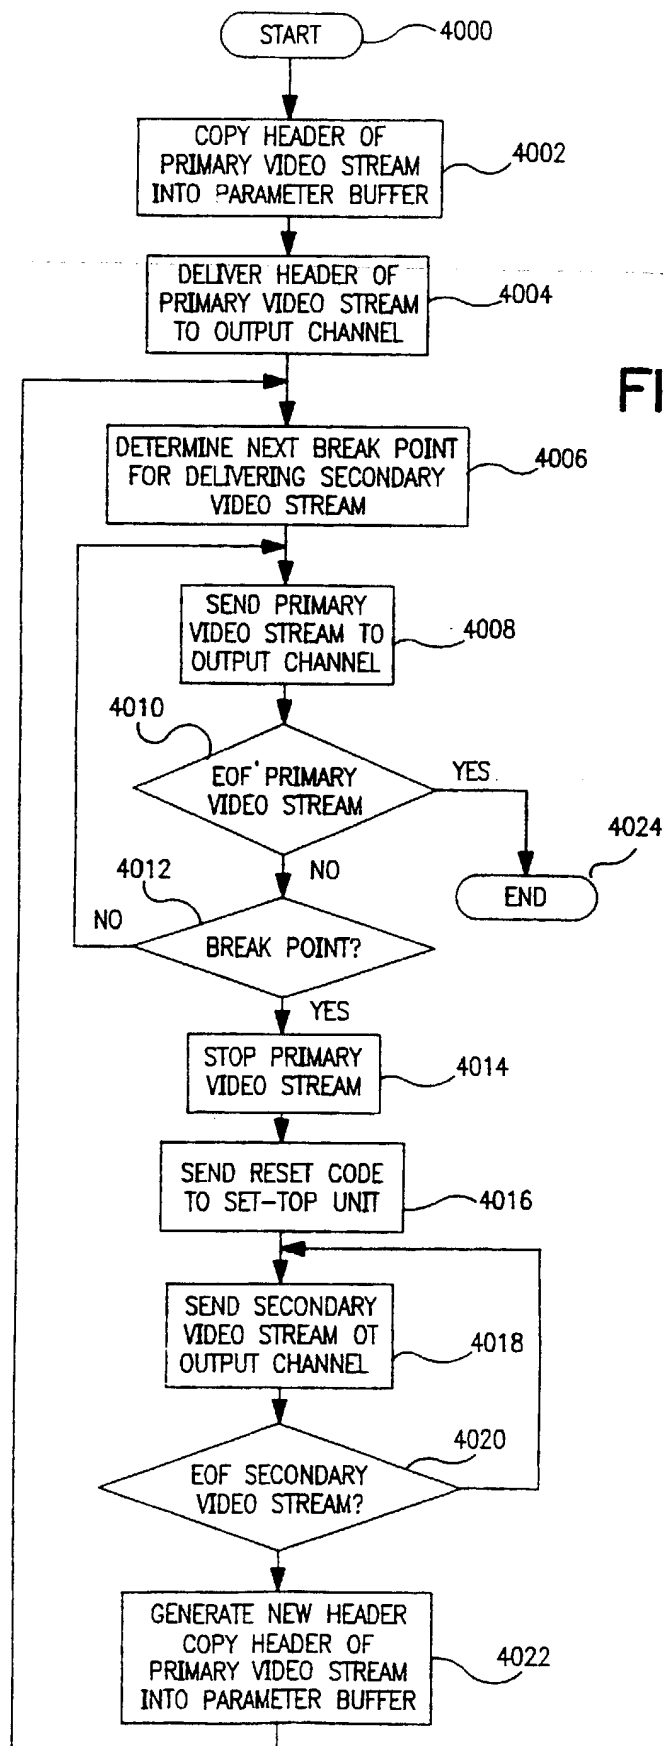 START
4000
COPY HEADER OF
PRIMARY VIDEO STREAM
INTO PARAMETER BUFFER
4002
DELIVER HEADER OF
PRIMARY VIDEO STREAM
TO OUTPUT CHANNEL
4004
FI
DETERMINE NEXT BREAK POINT
FOR DELIVERING SECONDARY
VIDEO STREAM
4006
SEND PRIMARY
VIDEO STREAM TO
OUTPUT CHANNEL
4008
4010
EOF PRIMARY
VIDEO STREAM
YES
4024
END
NO
4012
NO
BREAK POINT?
YES
STOP PRIMARY
VIDEO STREAM
4014
SEND RESET CODE
TO SET-TOP UNIT
4016
SEND SECONDARY
VIDEO STREAM OT
OUTPUT CHANNEL
4018
4020
EOF SECONDARY
VIDEO STREAM?
GENERATE NEW HEADER
COPY HEADER OF
PRIMARY VIDEO STREAM
INTO PARAMETER BUFFER
4022